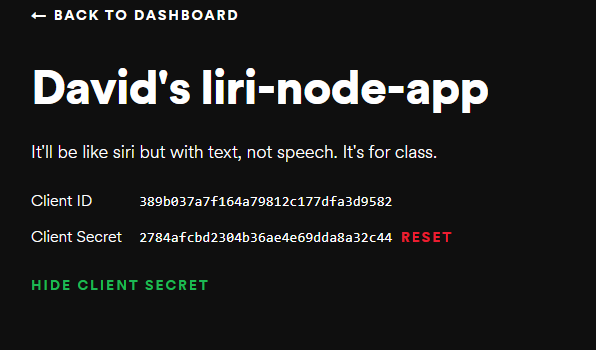 ← BACK TO DASHBOARD
David's liri-node-app
It'll be like siri but with text, not speech. It's for class.
Client ID 389b037a7f164a79812c177dfa3d9582
Client Secret 2784afcbd2304b36ae4e69dda8a32c44 RESET
HIDE CLIENT SECRET